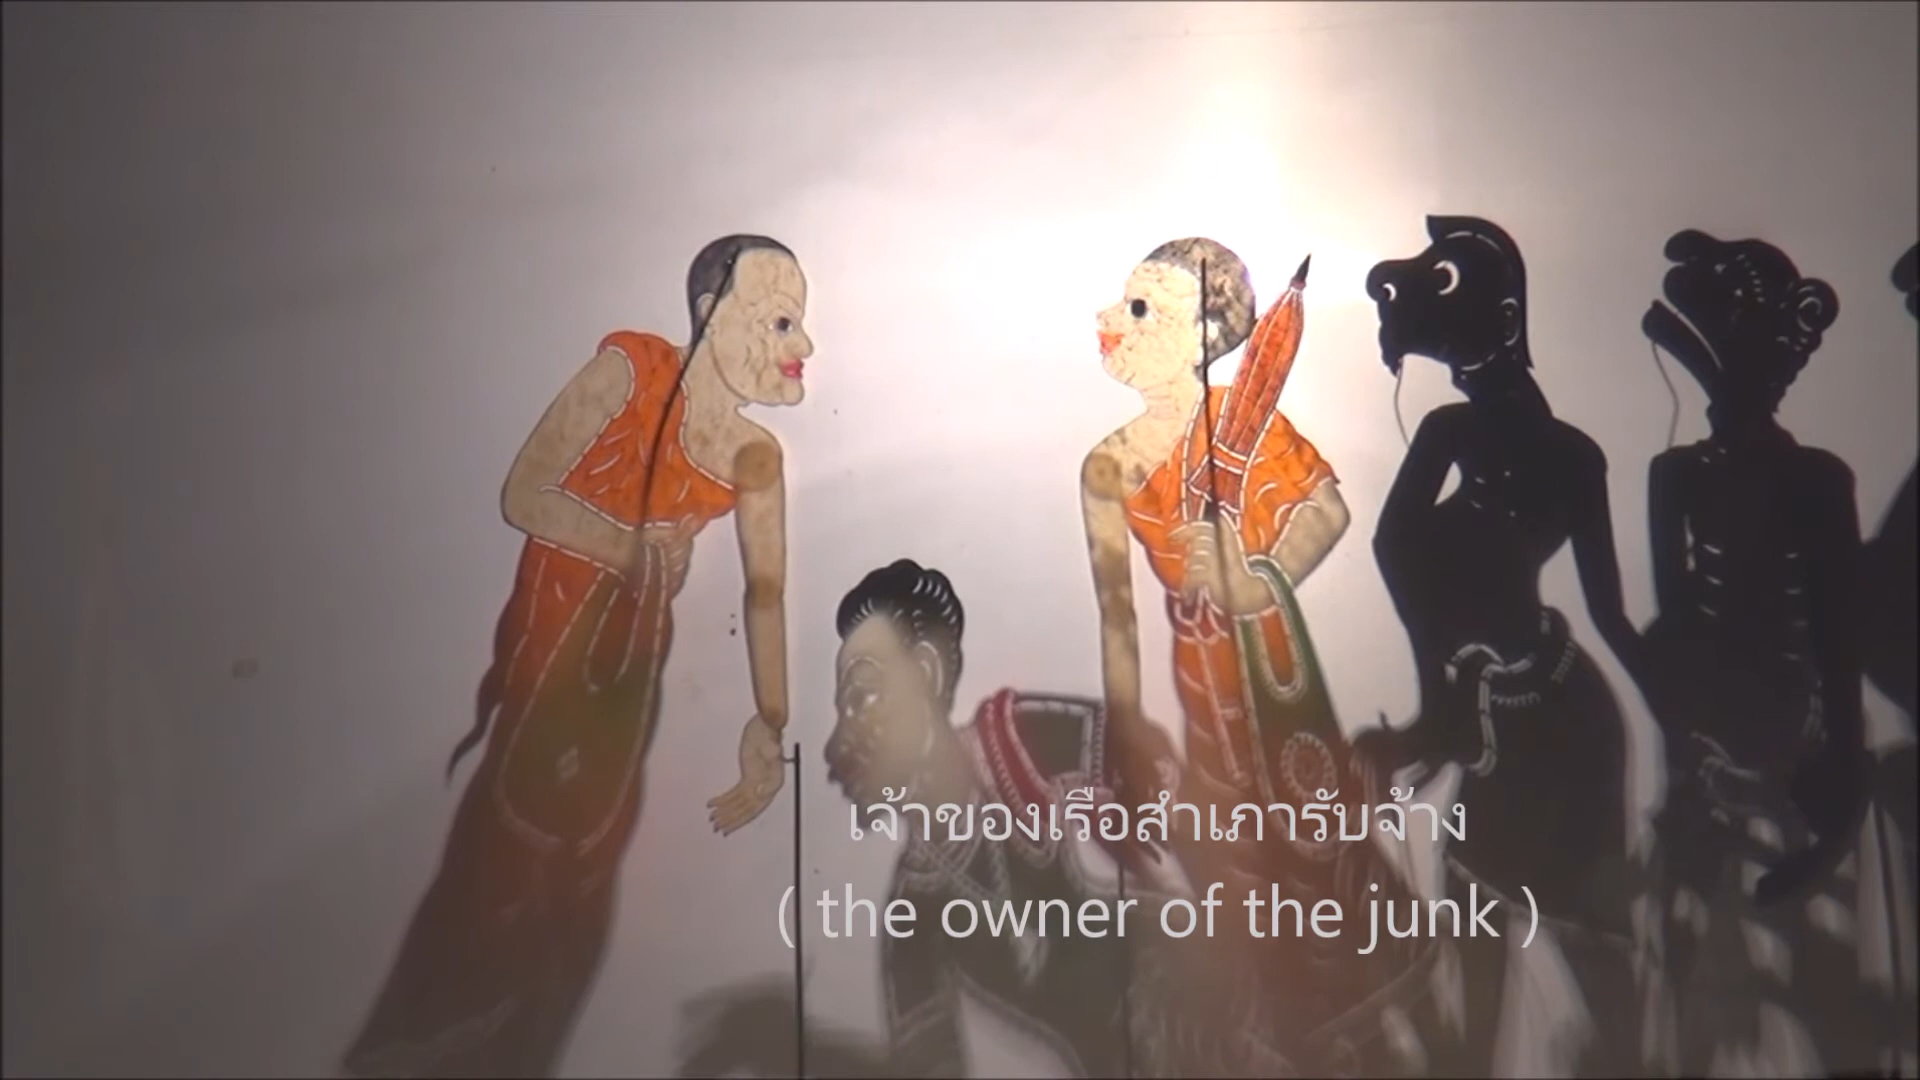 เจ้าของเรือสำเภารับจ้าง
( the owner of the junk )